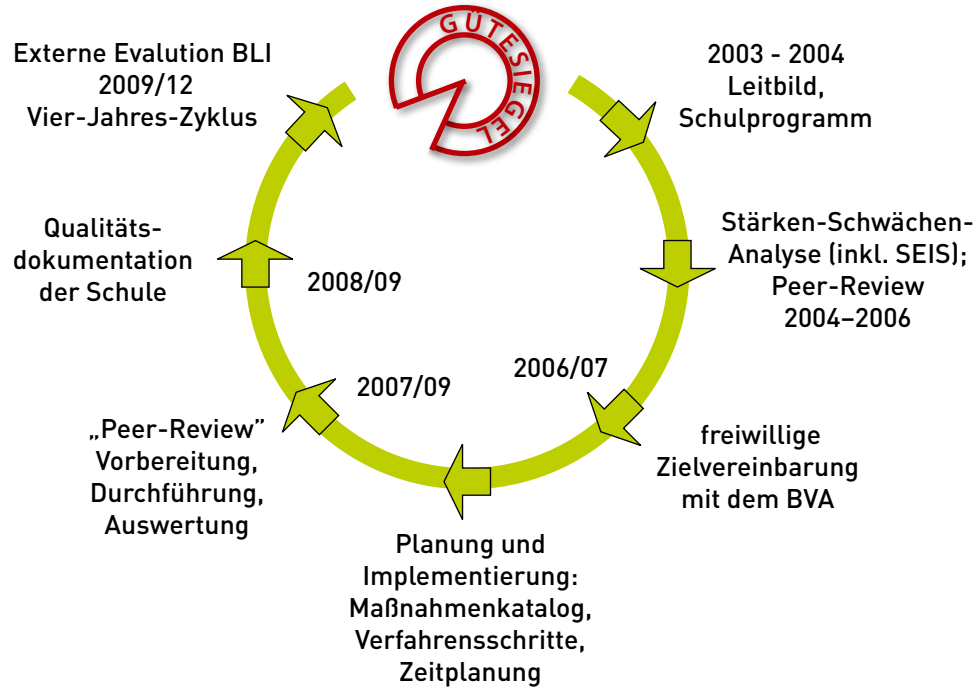 GÜTESIEGEL
2003 - 2004
Leitbild,
Schulprogramm
Stärken-Schwächen-
Analyse (inkl. SEIS);
Peer-Review
2004–2006
2006/07
freiwillige
Zielvereinbarung
mit dem BVA
Planung und
Implementierung:
Maßnahmenkatalog,
Verfahrensschritte,
Zeitplanung
2007/09
„Peer-Review”
Vorbereitung,
Durchführung,
Auswertung
2008/09
Qualitäts-
dokumentation
der Schule
Externe Evalution BLI
2009/12
Vier-Jahres-Zyklus